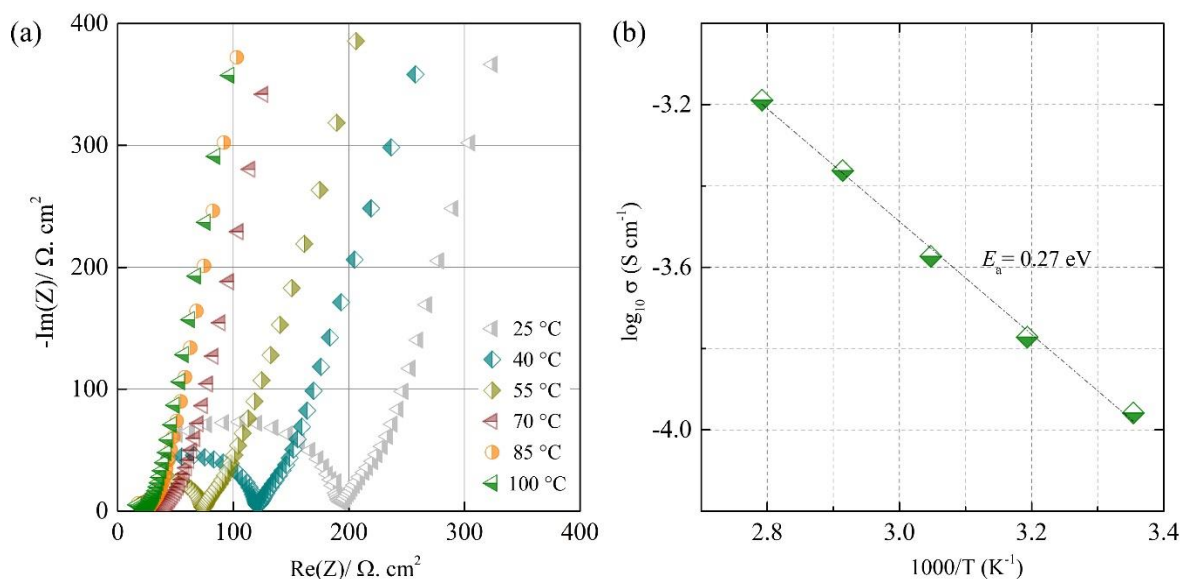 (a)
400
300
200
100
0
-Im(Z)/ Ω. cm²
0 100 200 300 400
Re(Z)/ Ω. cm²
25 °C
40 °C
55 °C
70 °C
85 °C
100 °C
(b)
-3.2
-3.6
-4.0
log₁₀ σ (S cm⁻¹)
Eₐ = 0.27 eV
2.8 3.0 3.2 3.4
1000/T (K⁻¹)